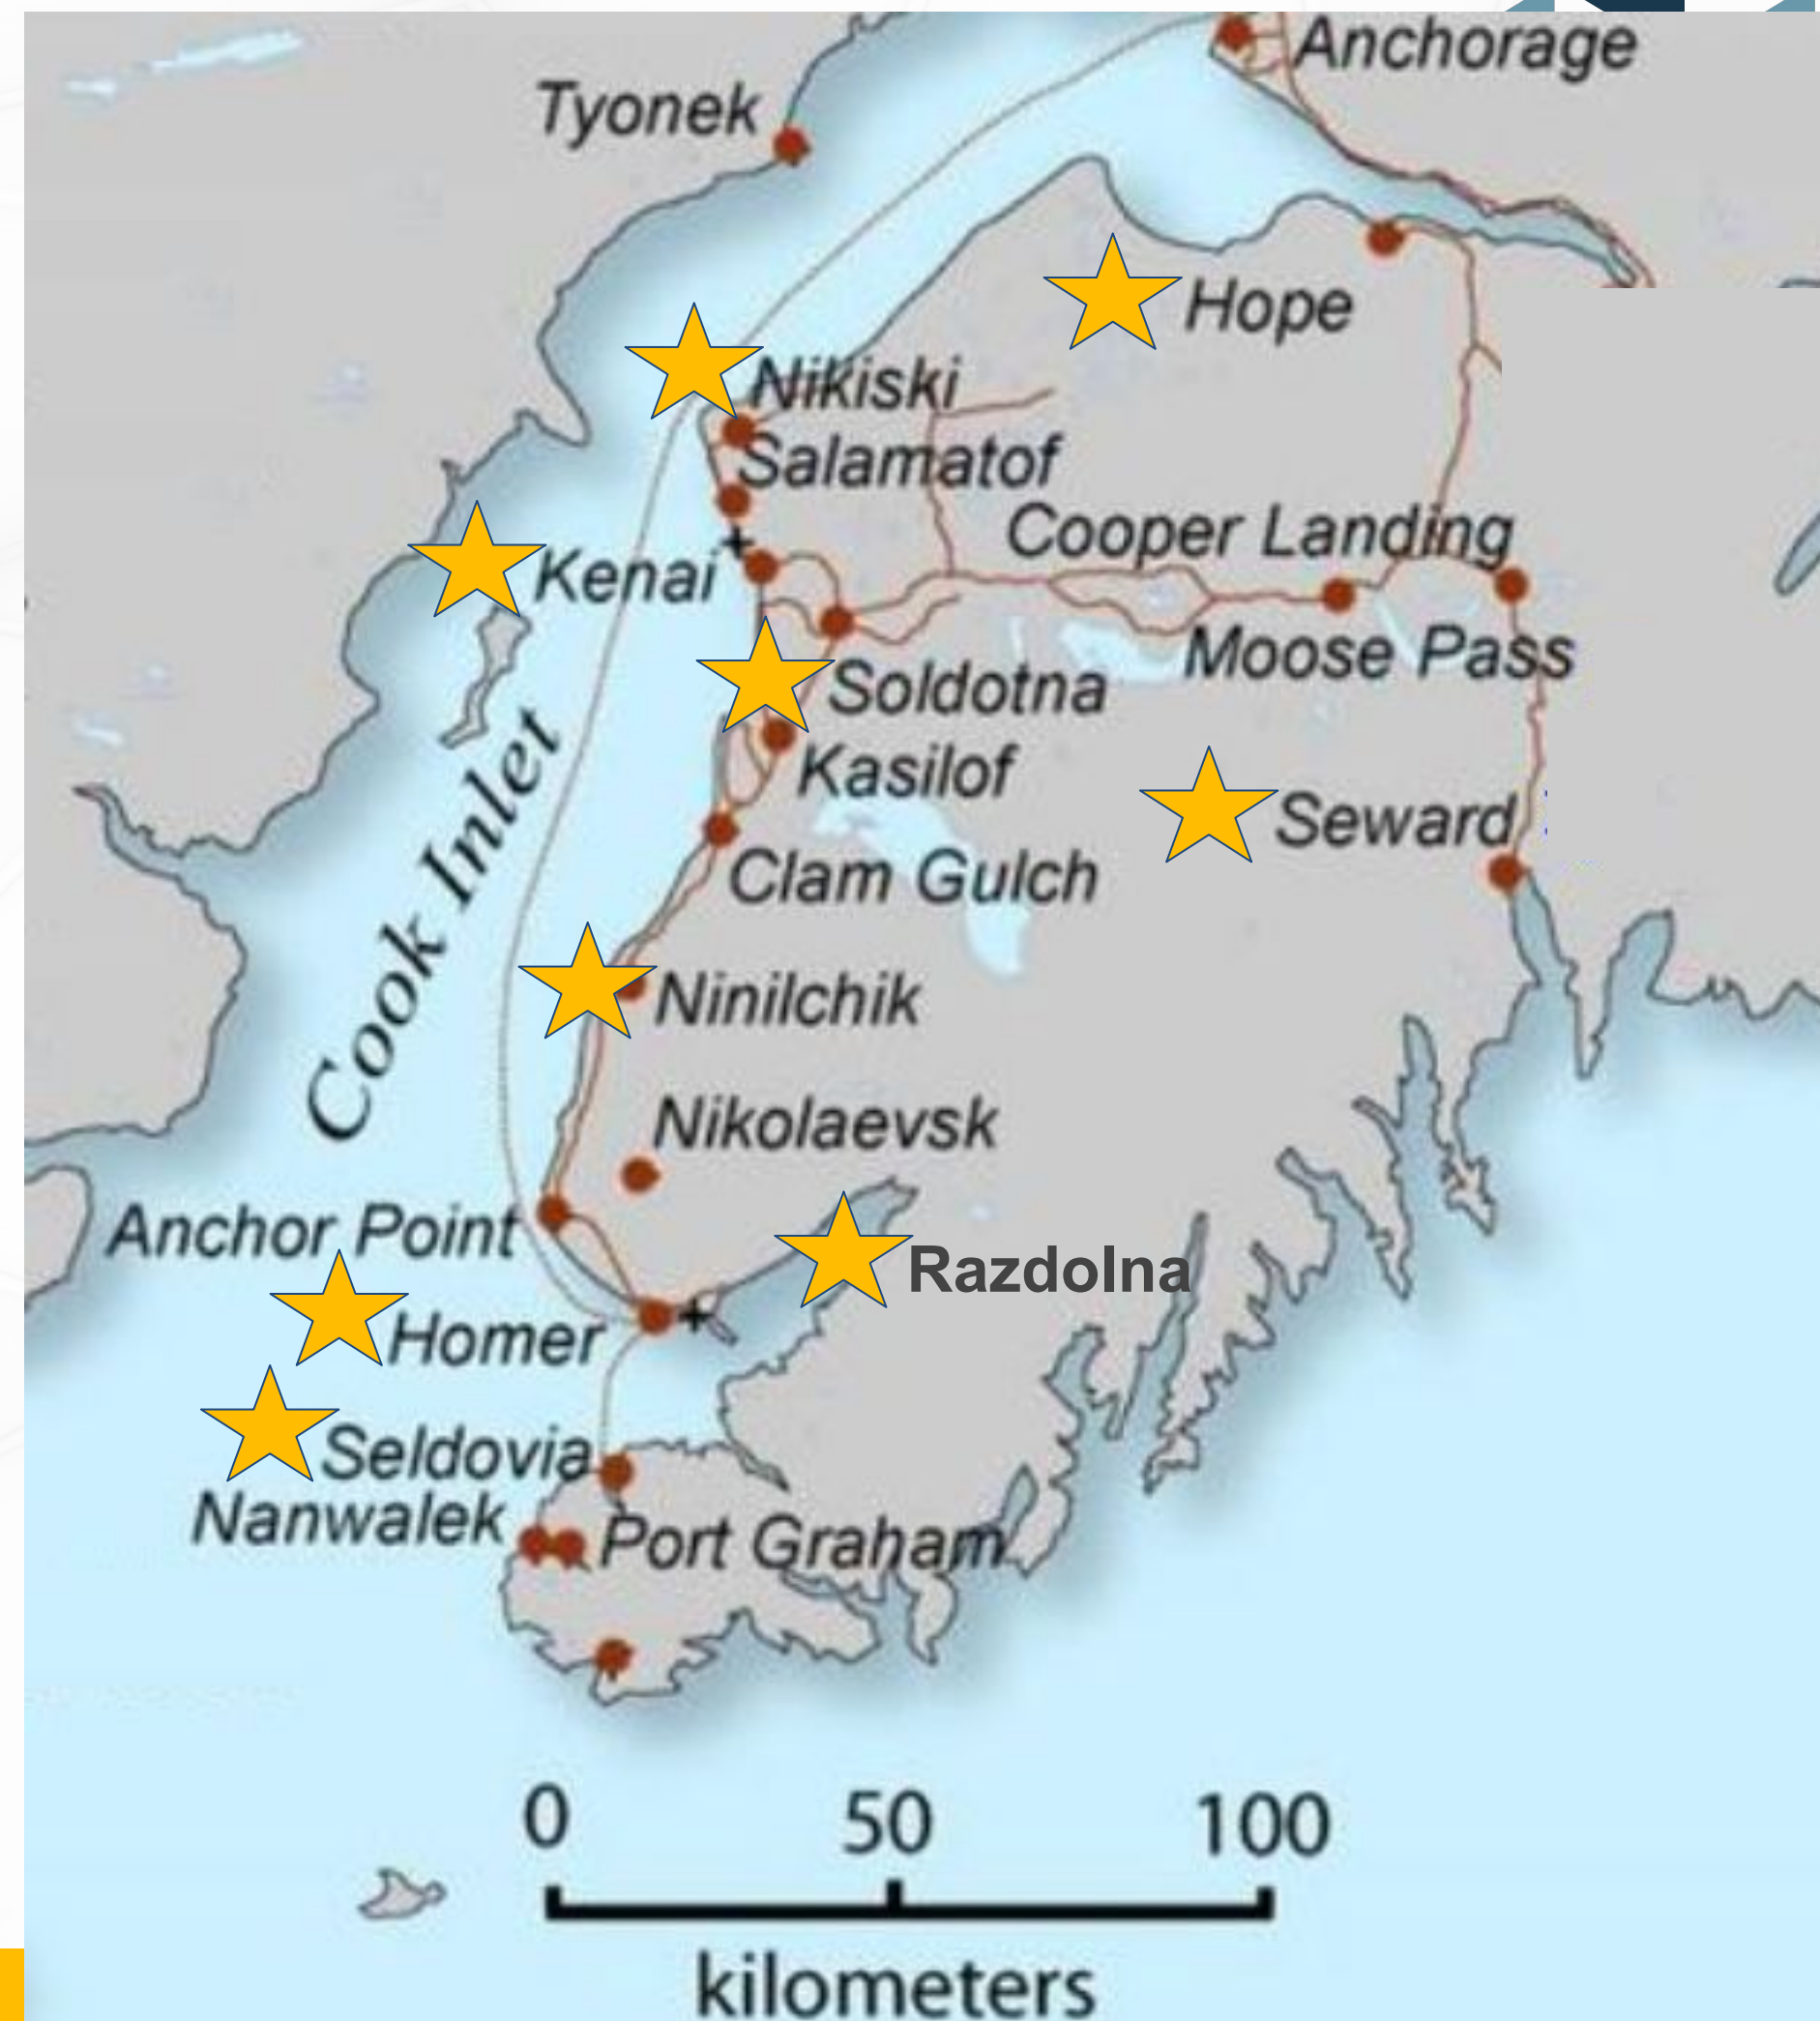 Anchorage
Tyonek
Hope
Nikiski
Salamatof
Cooper Landing
Kenai
Moose Pass
Soldotna
Kasilof
Seward
Clam Gulch
Cook Inlet
Ninilchik
Nikolaevsk
Anchor Point
Razdolna
Homer
Seldovia
Nanwalek
Port Graham
0 50 100
kilometers